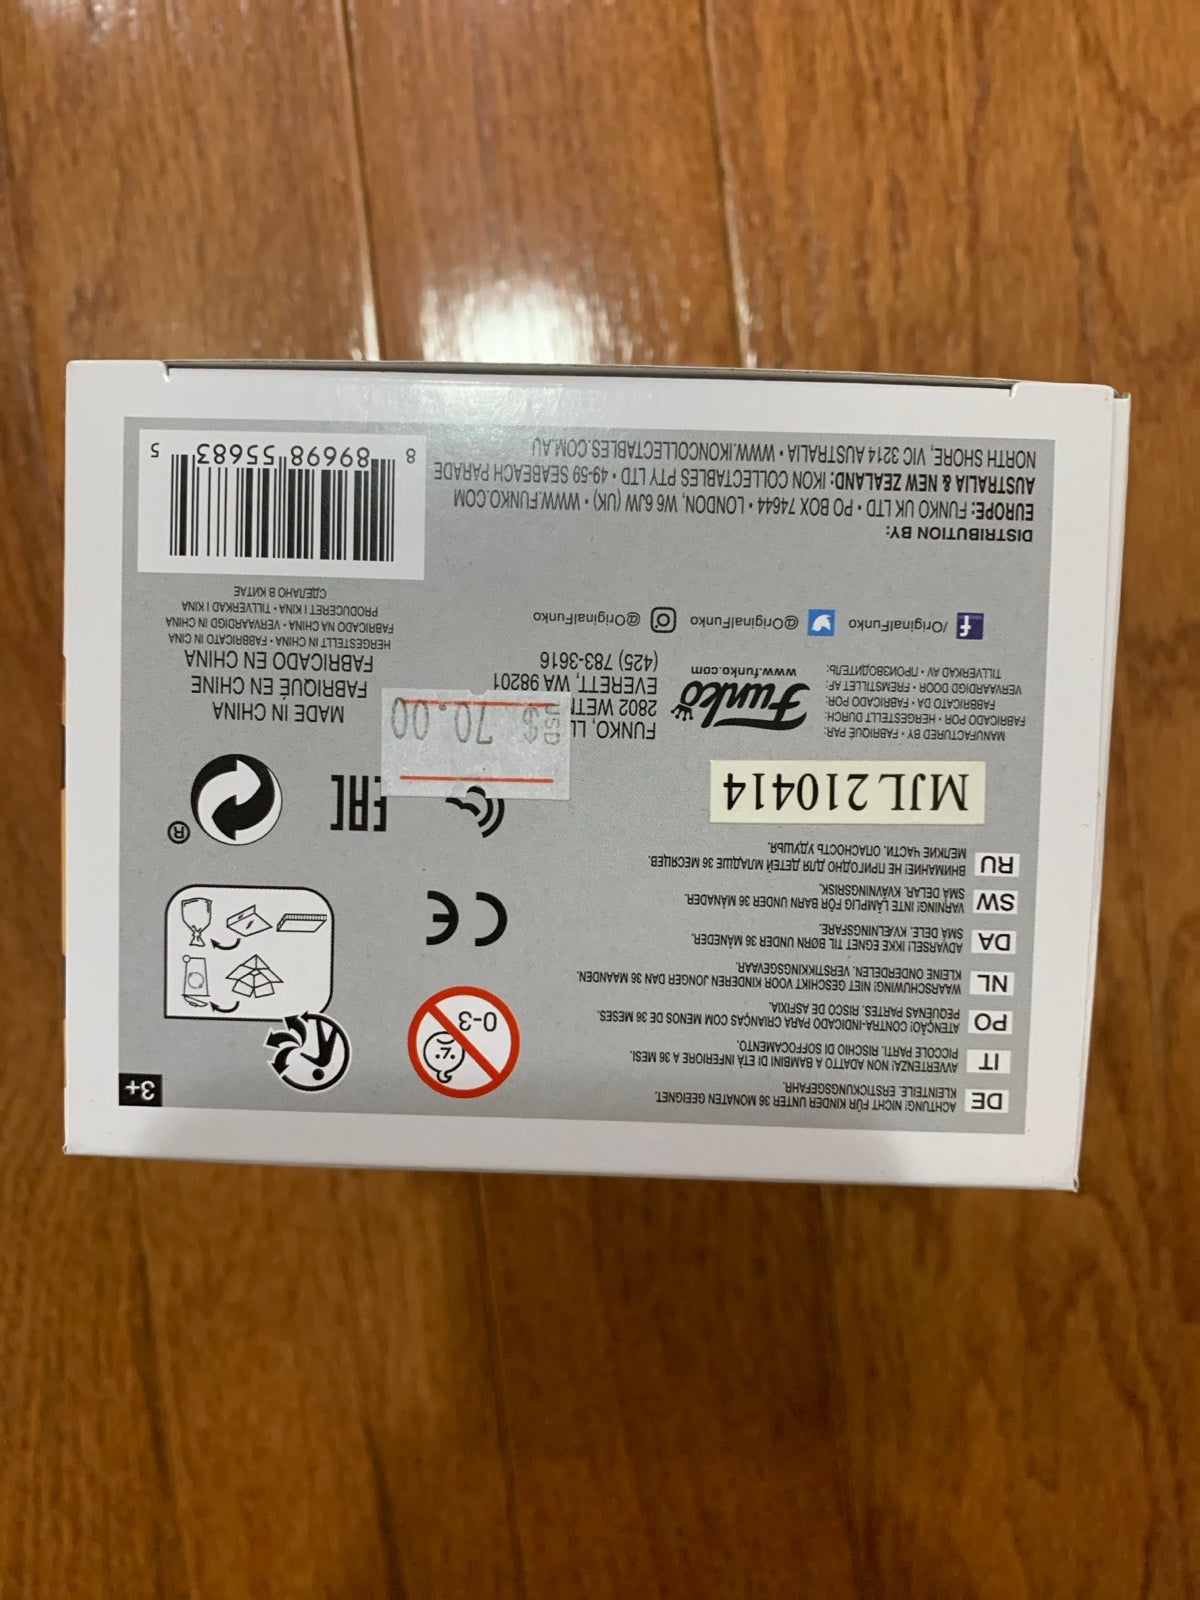 DE ACHTUNG! NICHT FÜR KINDER UNTER 36 MONATEN GEEIGNET.
KLEINTEILE. ERSTICKUNGSGEFAHR.
IT AVVERTENZA! NON ADATTO A BAMBINI DI ETÀ INFERIORE A 36 MESI.
PICCOLE PARTI. RISCHIO DI SOFFOCAMENTO.
PO ATENÇÃO! CONTRA-INDICADO PARA CRIANÇAS COM MENOS DE 36 MESES.
PEQUENAS PARTES. RISCO DE ASFIXIA.
NL WAARSCHUWING! NIET GESCHIKT VOOR KINDEREN JONGER DAN 36 MAANDEN.
KLEINE ONDERDELEN. VERSTIKKINGSGEVAAR.
DA ADVARSEL! IKKE EGNET TIL BØRN UNDER 36 MÅNEDER.
SMÅ DELE. KVÆLNINGSFARE.
SW VARNING! INTE LÄMPLIG FÖR BARN UNDER 36 MÅNADER.
SMÅ DELAR. KVÄVNINGSRISK.
RU ВНИМАНИЕ! НЕ ПРИГОДНО ДЛЯ ДЕТЕЙ МЛАДШЕ 36 МЕСЯЦЕВ.
МЕЛКИЕ ЧАСТИ. ОПАСНОСТЬ УДУШЬЯ.
0-3
3+
CE
EAC
®
MJL210414
MANUFACTURED BY • FABRIQUÉ PAR:
FABRICADO POR • HERGESTELLT DURCH:
FABBRICATO DA • FABRICADO POR:
VERVAARDIGD DOOR • FREMSTILLET AF:
TILLVERKAD AV • ПРОИЗВОДИТЕЛЬ:
Funko
www.funko.com
FUNKO, LL
2802 WET
EVERETT, WA 98201
(425) 783-3616
USD
$ 70.00
MADE IN CHINA
FABRIQUÉ EN CHINE
FABRICADO EN CHINA
HERGESTELLT IN CHINA • FABBRICATO IN CINA
FABRICADO NA CHINA • VERVAARDIGD IN CHINA
PRODUCERET I KINA • TILLVERKAD I KINA
СДЕЛАНО В КИТАЕ
/OriginalFunko @OriginalFunko @OriginalFunko
DISTRIBUTION BY:
EUROPE: FUNKO UK LTD • PO BOX 74644 • LONDON, W6 6JW (UK) • WWW.FUNKO.COM
AUSTRALIA & NEW ZEALAND: IKON COLLECTABLES PTY LTD • 49-59 SEABEACH PARADE
NORTH SHORE, VIC 3214 AUSTRALIA • WWW.IKONCOLLECTABLES.COM.AU
8 89698 55683 5